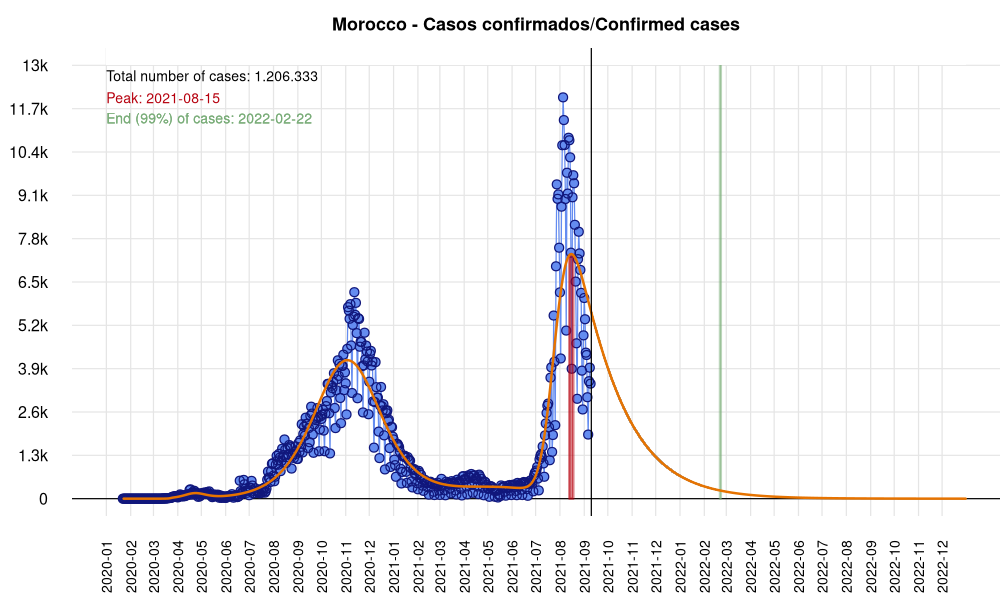 Morocco - Casos confirmados/Confirmed cases
Total number of cases: 1.206.333
Peak: 2021-08-15
End (99%) of cases: 2022-02-22
13k
11.7k
10.4k
9.1k
7.8k
6.5k
5.2k
3.9k
2.6k
1.3k
0
2020-01
2020-02
2020-03
2020-04
2020-05
2020-06
2020-07
2020-08
2020-09
2020-10
2020-11
2020-12
2021-01
2021-02
2021-03
2021-04
2021-05
2021-06
2021-07
2021-08
2021-09
2021-10
2021-11
2021-12
2022-01
2022-02
2022-03
2022-04
2022-05
2022-06
2022-07
2022-08
2022-09
2022-10
2022-11
2022-12